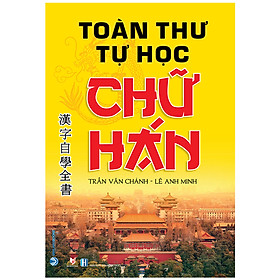 TOÀN THƯ
TỰ HỌC
CHỮ
HÁN
漢字自學全書
TRẦN VĂN CHÁNH - LÊ ANH MINH